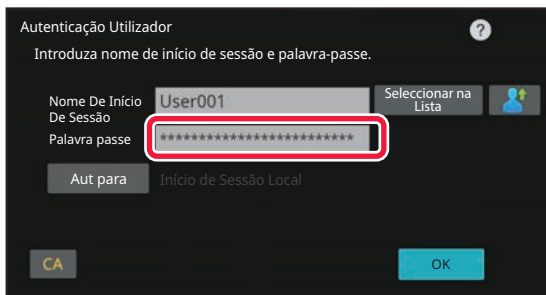 Autenticação Utilizador
?
Introduza nome de início de sessão e palavra-passe.
Nome De Início De Sessão
User001
Seleccionar na Lista
Palavra passe
*************************
Aut para
Início de Sessão Local
CA
OK